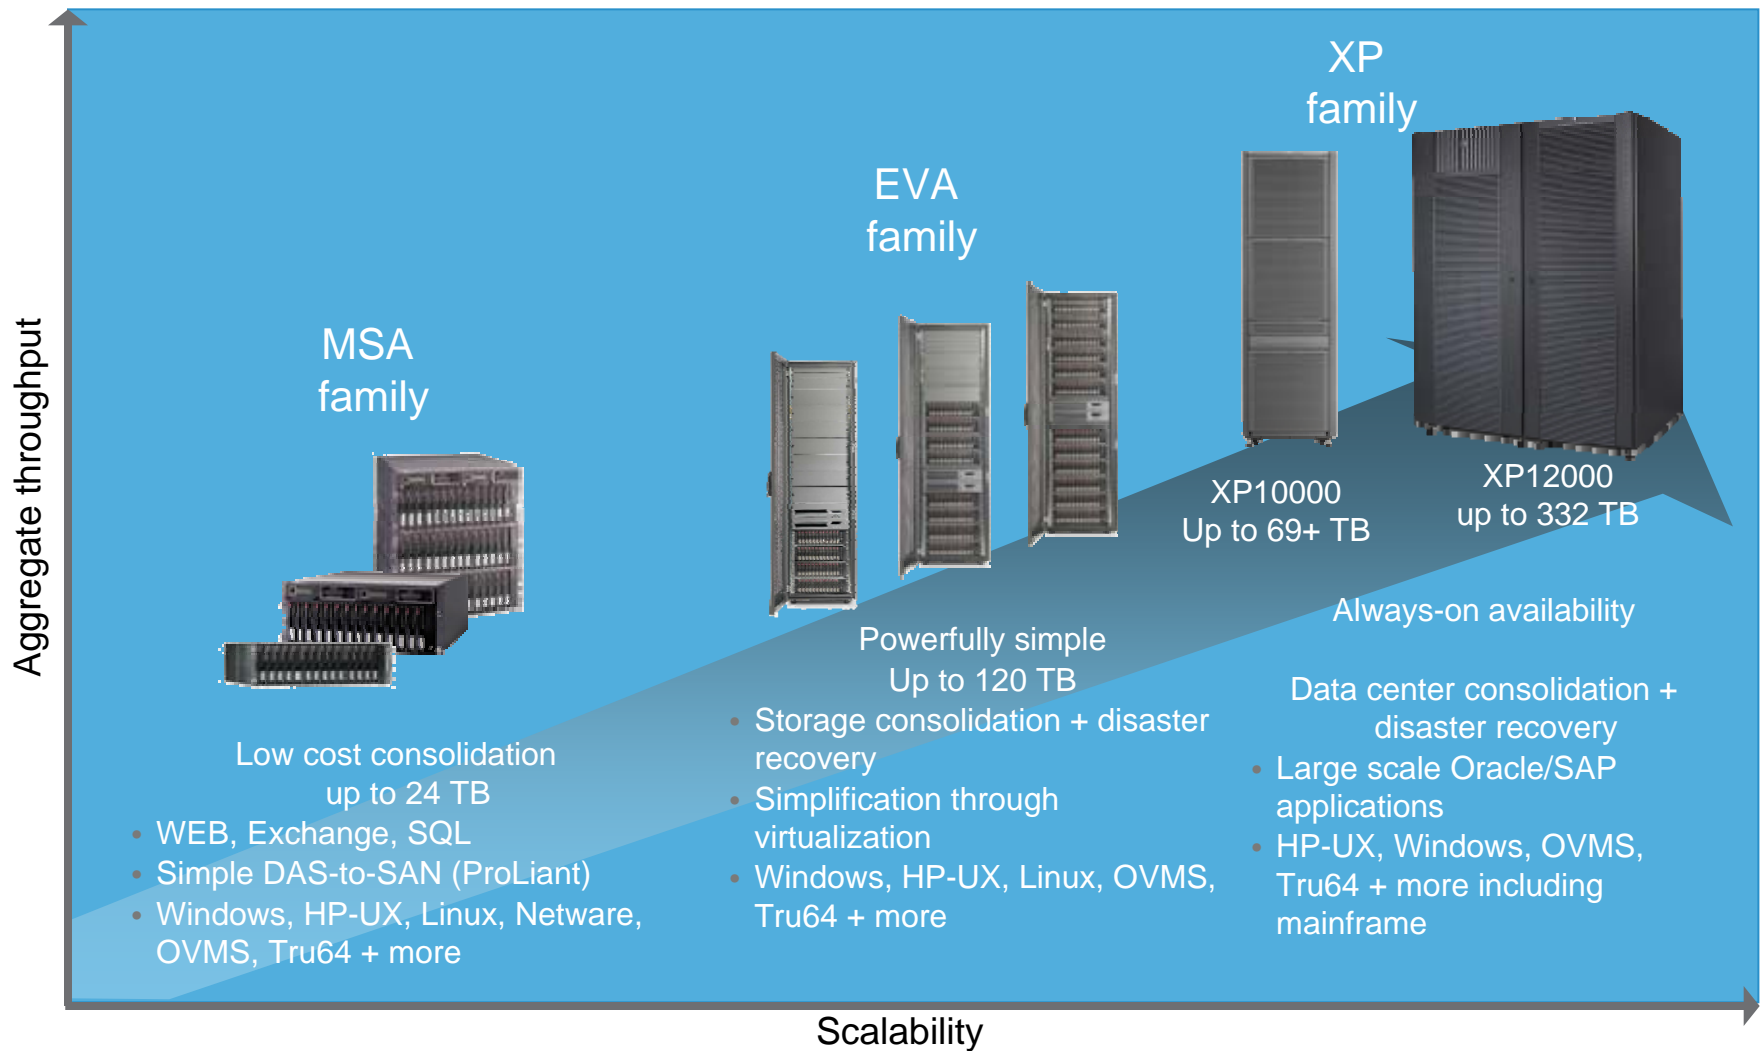 Aggregate throughput
MSA
family
Low cost consolidation
up to 24 TB
• WEB, Exchange, SQL
• Simple DAS-to-SAN (ProLiant)
• Windows, HP-UX, Linux, Netware,
OVMS, Tru64 + more
EVA
family
Powerfully simple
Up to 120 TB
• Storage consolidation + disaster
recovery
• Simplification through
virtualization
• Windows, HP-UX, Linux, OVMS,
Tru64 + more
XP
family
XP10000
Up to 69+ TB
XP12000
up to 332 TB
Always-on availability
Data center consolidation +
disaster recovery
• Large scale Oracle/SAP
applications
• HP-UX, Windows, OVMS,
Tru64 + more including
mainframe
Scalability